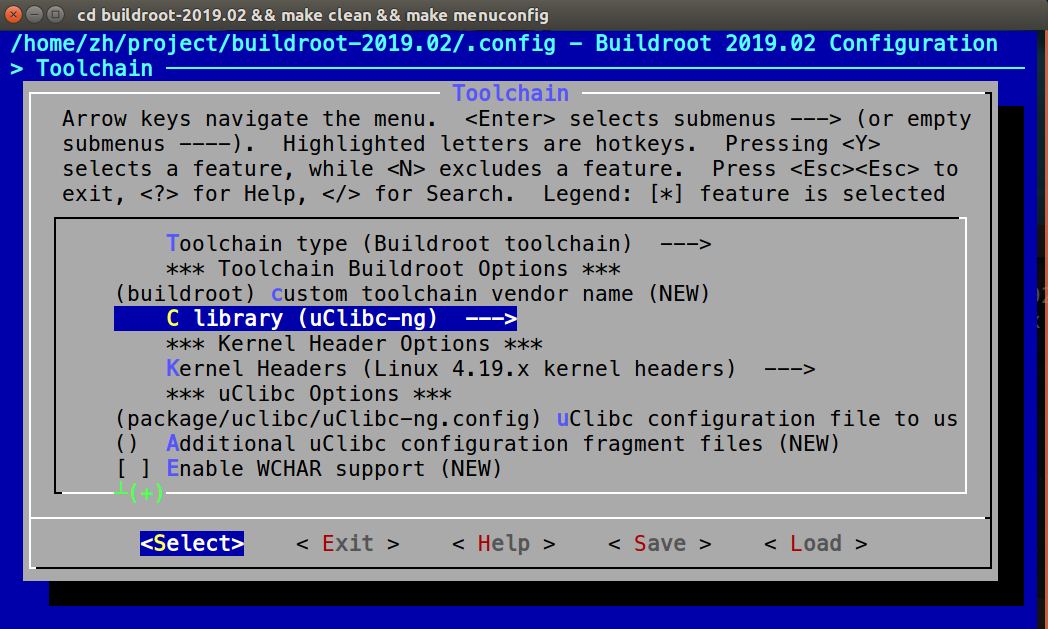 cd buildroot-2019.02 && make clean && make menuconfig
/home/zh/project/buildroot-2019.02/.config - Buildroot 2019.02 Configuration
> Toolchain
Toolchain
Arrow keys navigate the menu.  <Enter> selects submenus ---> (or empty
submenus ----).  Highlighted letters are hotkeys.  Pressing <Y>
selects a feature, while <N> excludes a feature.  Press <Esc><Esc> to
exit, <?> for Help, </> for Search.  Legend: [*] feature is selected
Toolchain type (Buildroot toolchain)  --->
*** Toolchain Buildroot Options ***
(buildroot) custom toolchain vendor name (NEW)
C library (uClibc-ng)  --->
*** Kernel Header Options ***
Kernel Headers (Linux 4.19.x kernel headers)  --->
*** uClibc Options ***
(package/uclibc/uClibc-ng.config) uClibc configuration file to us
()  Additional uClibc configuration fragment files (NEW)
[ ] Enable WCHAR support (NEW)
┴(+)
<Select>    < Exit >    < Help >    < Save >    < Load >